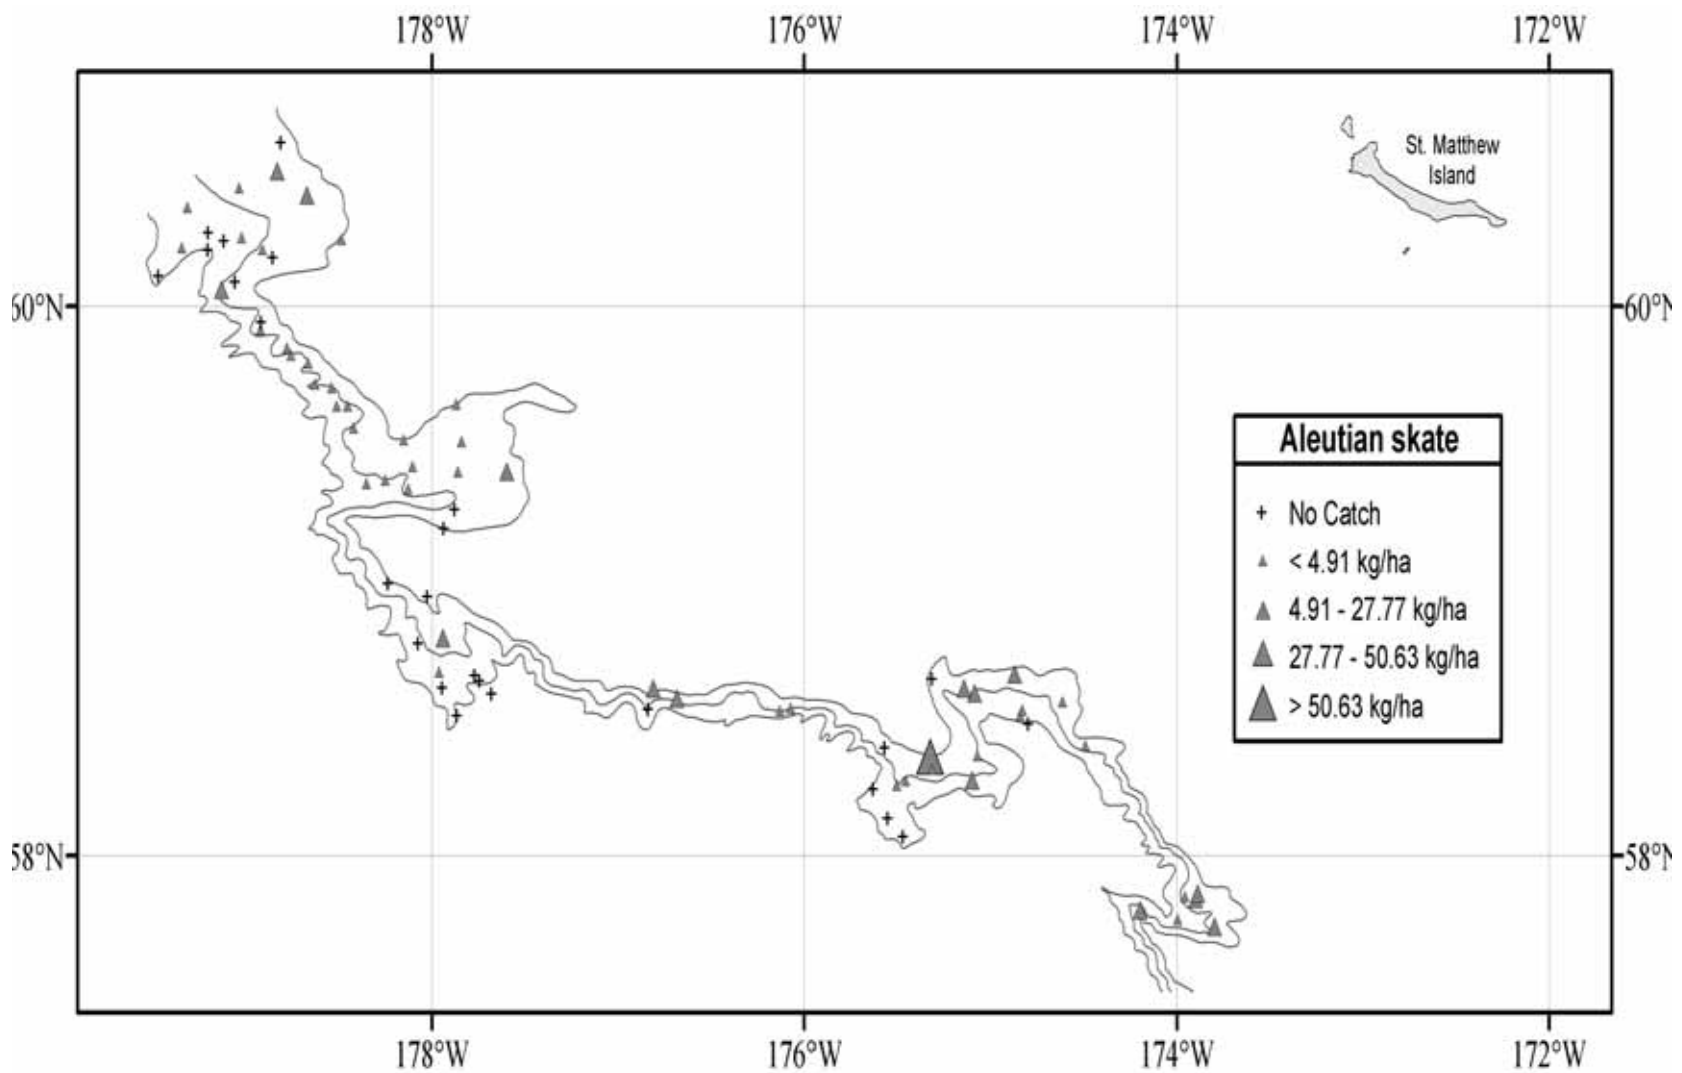 178°W 176°W 174°W 172°W
St. Matthew
Island
60°N 60°N
Aleutian skate
No Catch
< 4.91 kg/ha
4.91 - 27.77 kg/ha
27.77 - 50.63 kg/ha
> 50.63 kg/ha
58°N 58°N
178°W 176°W 174°W 172°W